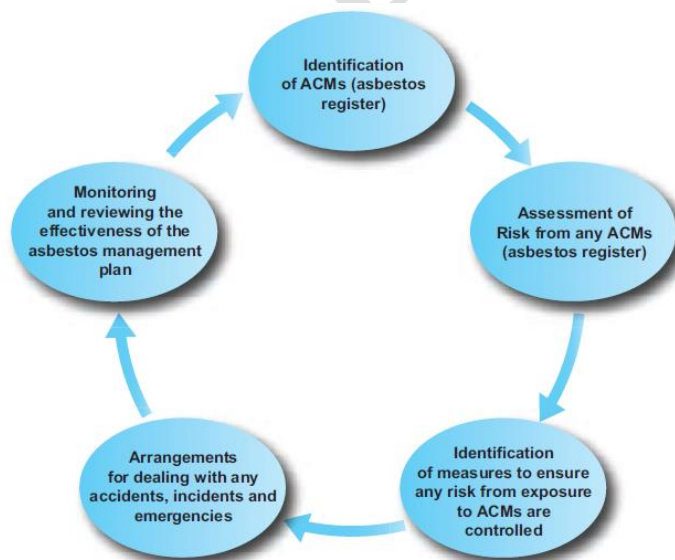 Identification
of ACMs (asbestos
register)
Assessment of
Risk from any ACMs
(asbestos register)
Identification
of measures to ensure
any risk from exposure
to ACMs are
controlled
Arrangements
for dealing with any
accidents, incidents and
emergencies
Monitoring
and reviewing the
effectiveness of the
asbestos management
plan